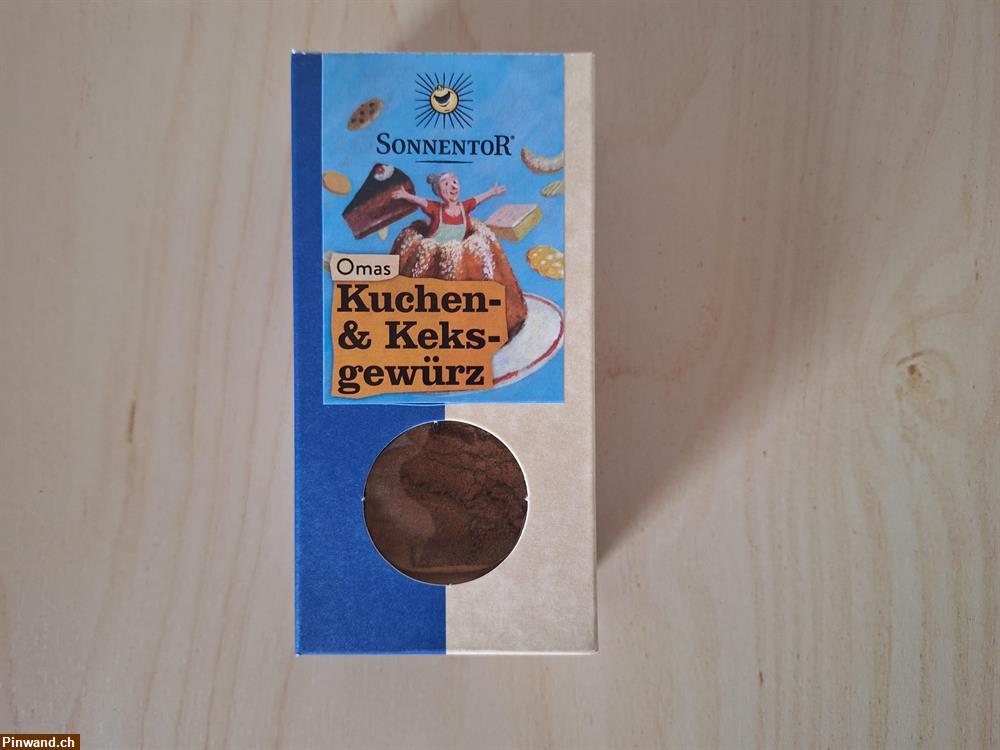 SONNENTOR®
Omas
Kuchen-
& Keks-
gewürz
Pinwand.ch